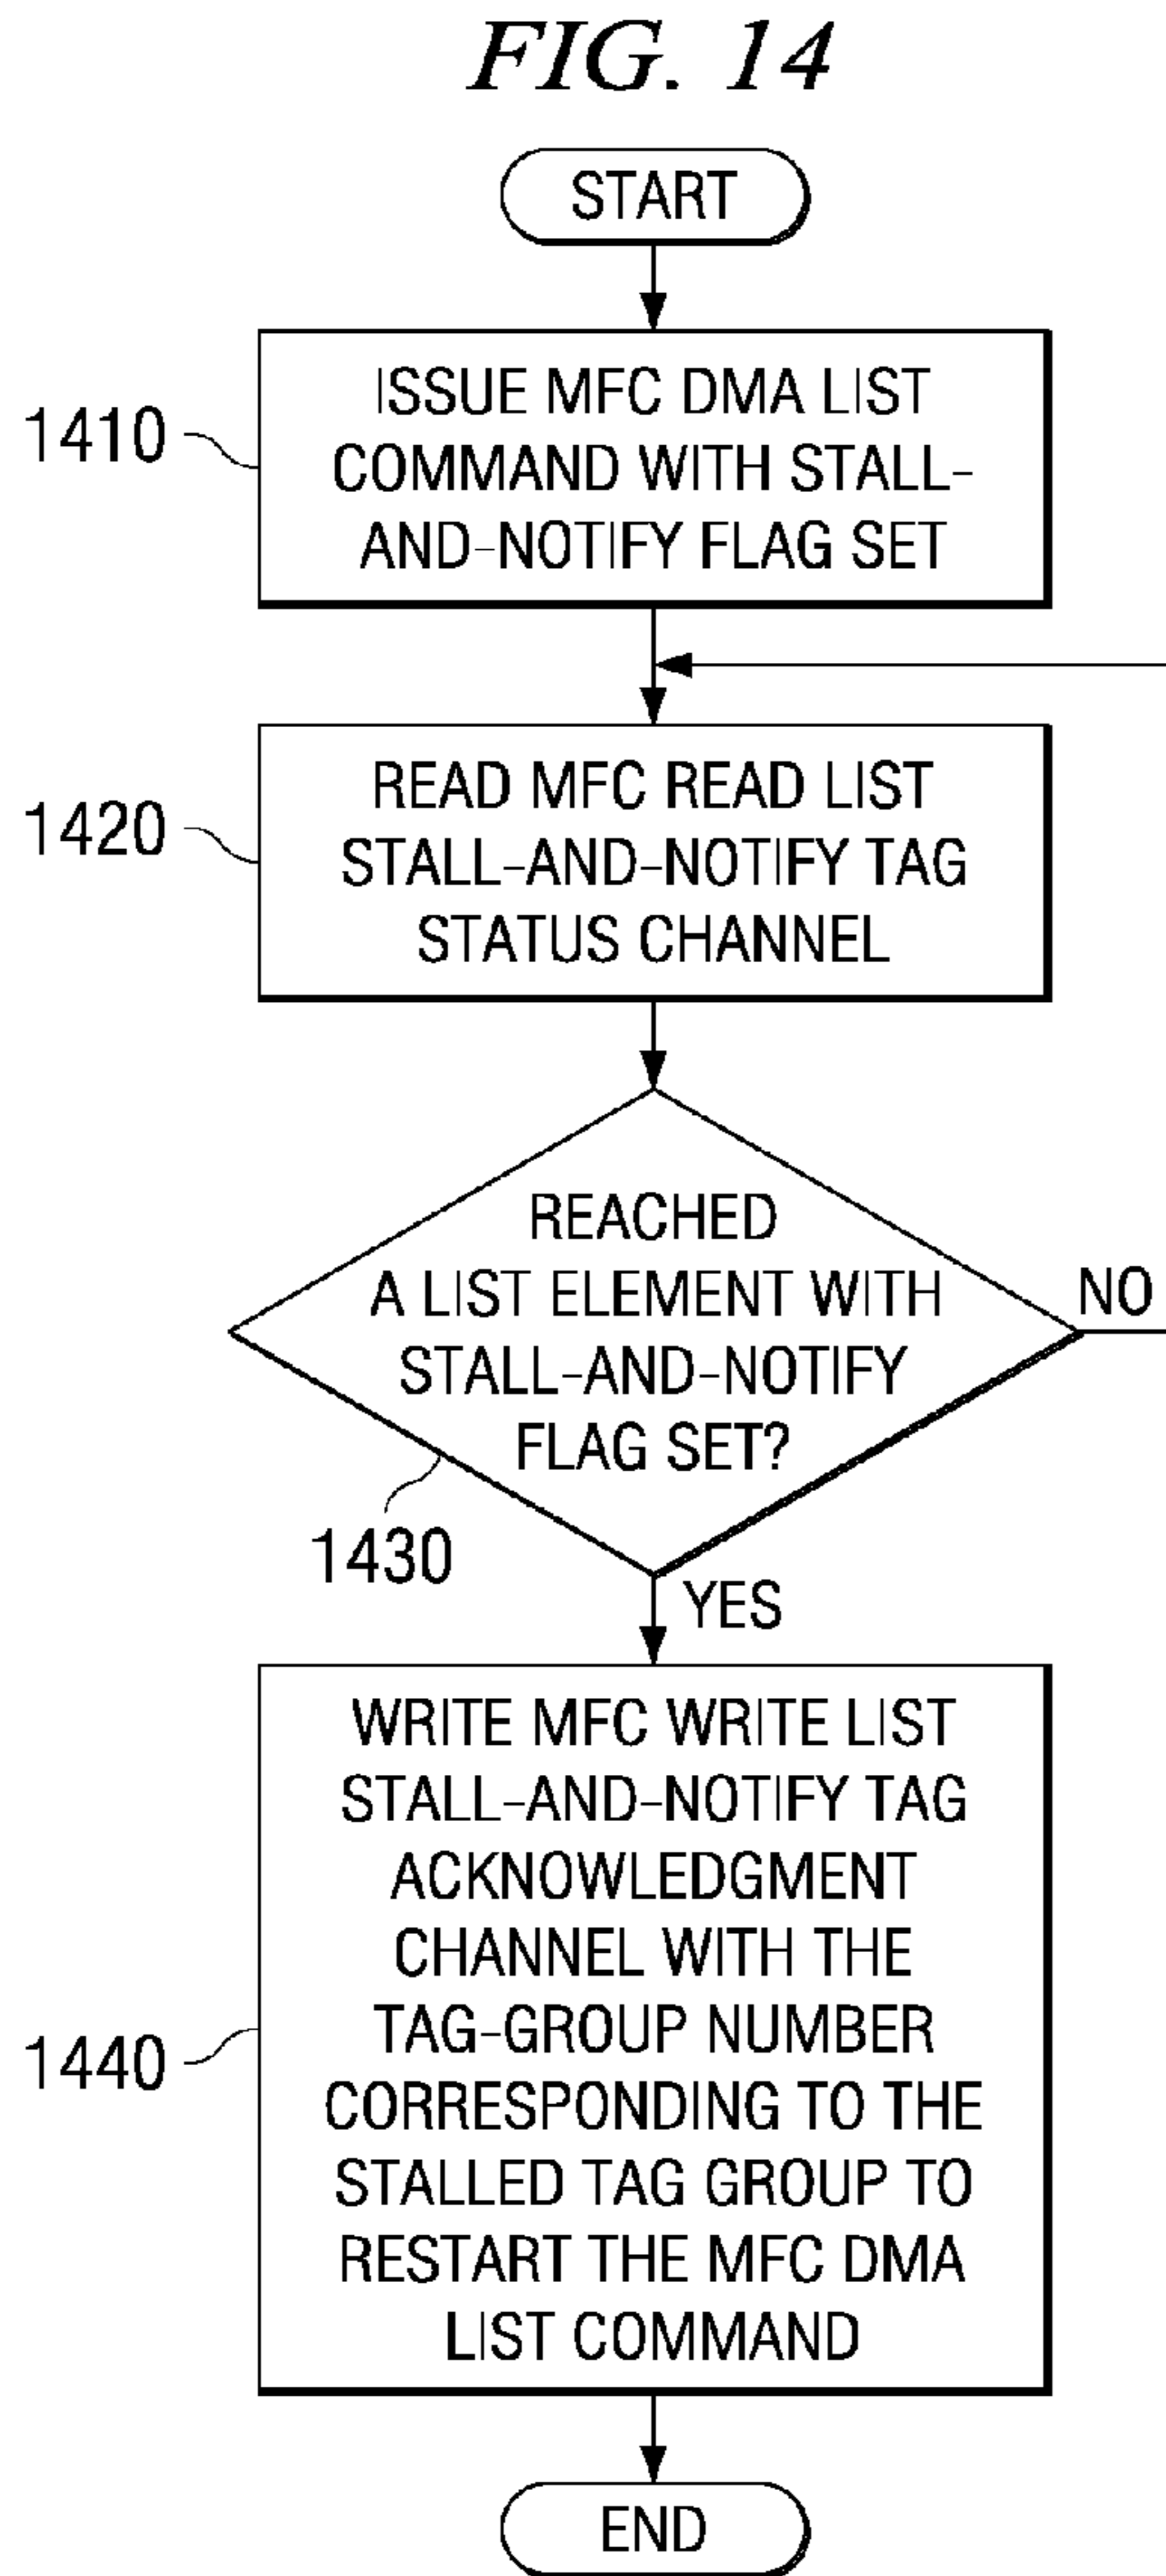 FIG. 14
START
1410
ISSUE MFC DMA LIST
COMMAND WITH STALL-
AND-NOTIFY FLAG SET
1420
READ MFC READ LIST
STALL-AND-NOTIFY TAG
STATUS CHANNEL
REACHED
A LIST ELEMENT WITH
STALL-AND-NOTIFY
FLAG SET?
NO
1430
YES
1440
WRITE MFC WRITE LIST
STALL-AND-NOTIFY TAG
ACKNOWLEDGMENT
CHANNEL WITH THE
TAG-GROUP NUMBER
CORRESPONDING TO THE
STALLED TAG GROUP TO
RESTART THE MFC DMA
LIST COMMAND
END